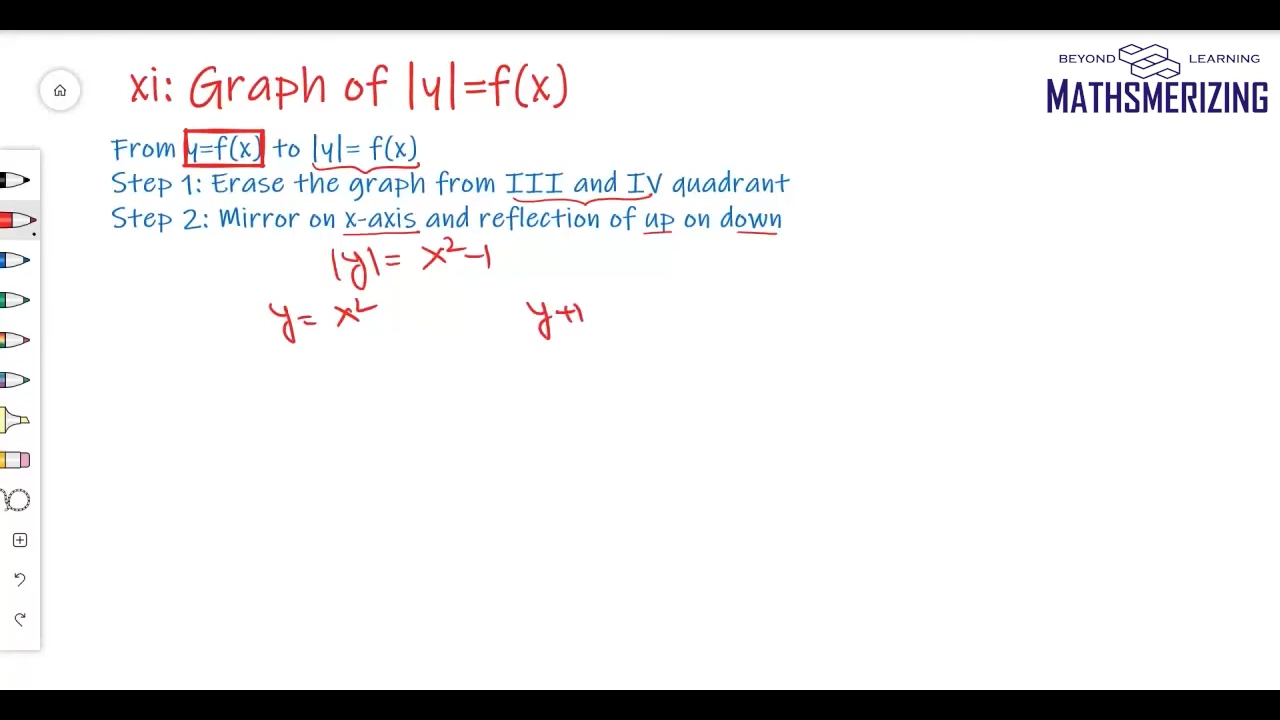 BEYOND LEARNING
MATHSMERIZING
xi: Graph of |y|=f(x)
From y=f(x) to |y|= f(x)
Step 1: Erase the graph from III and IV quadrant
Step 2: Mirror on x-axis and reflection of up on down
|y| = x²-1
y = x² y+1